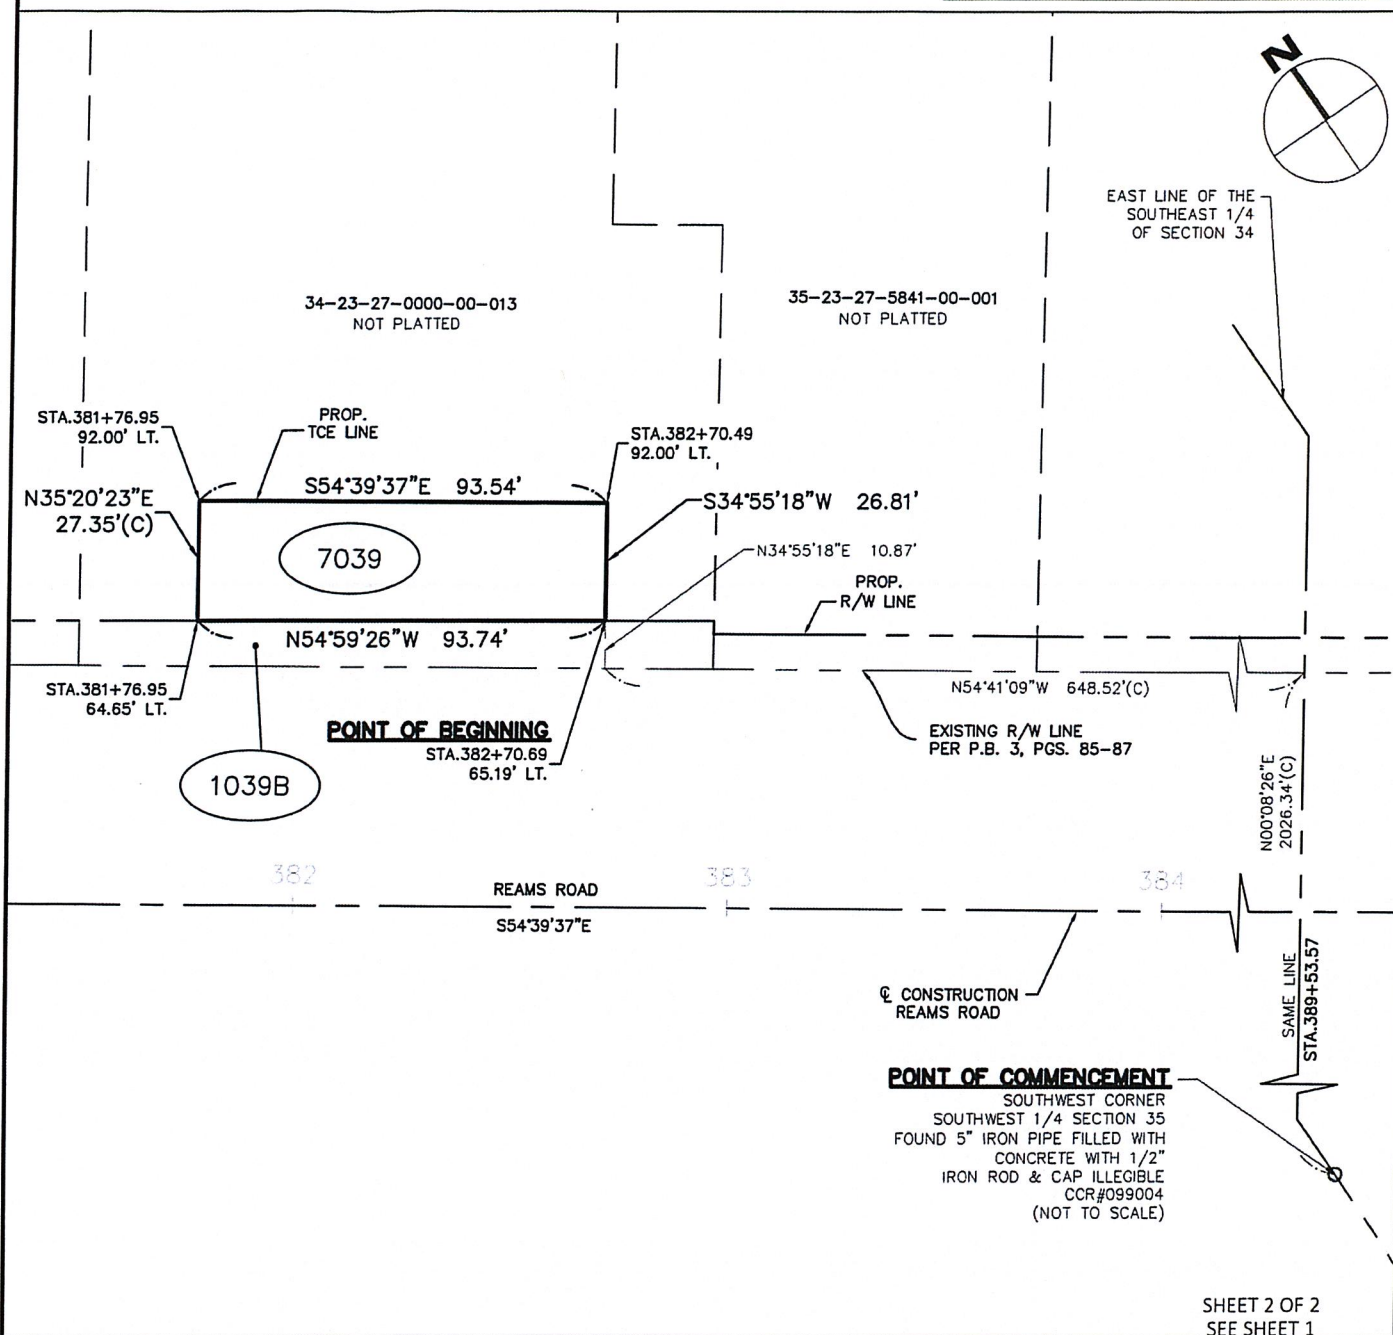 N
EAST LINE OF THE
SOUTHEAST 1/4
OF SECTION 34
34-23-27-0000-00-013
NOT PLATTED
35-23-27-5841-00-001
NOT PLATTED
STA.381+76.95
92.00' LT.
PROP.
TCE LINE
STA.382+70.49
92.00' LT.
N35°20'23"E
27.35'(C)
S54°39'37"E 93.54'
S34°55'18"W 26.81'
7039
N34°55'18"E 10.87'
PROP.
R/W LINE
N54°59'26"W 93.74'
STA.381+76.95
64.65' LT.
N54°41'09"W 648.52'(C)
POINT OF BEGINNING
STA.382+70.69
65.19' LT.
EXISTING R/W LINE
PER P.B. 3, PGS. 85-87
1039B
N00°08'26"E
2026.34'(C)
382
383
384
REAMS ROAD
S54°39'37"E
℄ CONSTRUCTION
REAMS ROAD
SAME LINE
STA.389+53.57
POINT OF COMMENCEMENT
SOUTHWEST CORNER
SOUTHWEST 1/4 SECTION 35
FOUND 5" IRON PIPE FILLED WITH
CONCRETE WITH 1/2"
IRON ROD & CAP ILLEGIBLE
CCR#099004
(NOT TO SCALE)
SHEET 2 OF 2
SEE SHEET 1